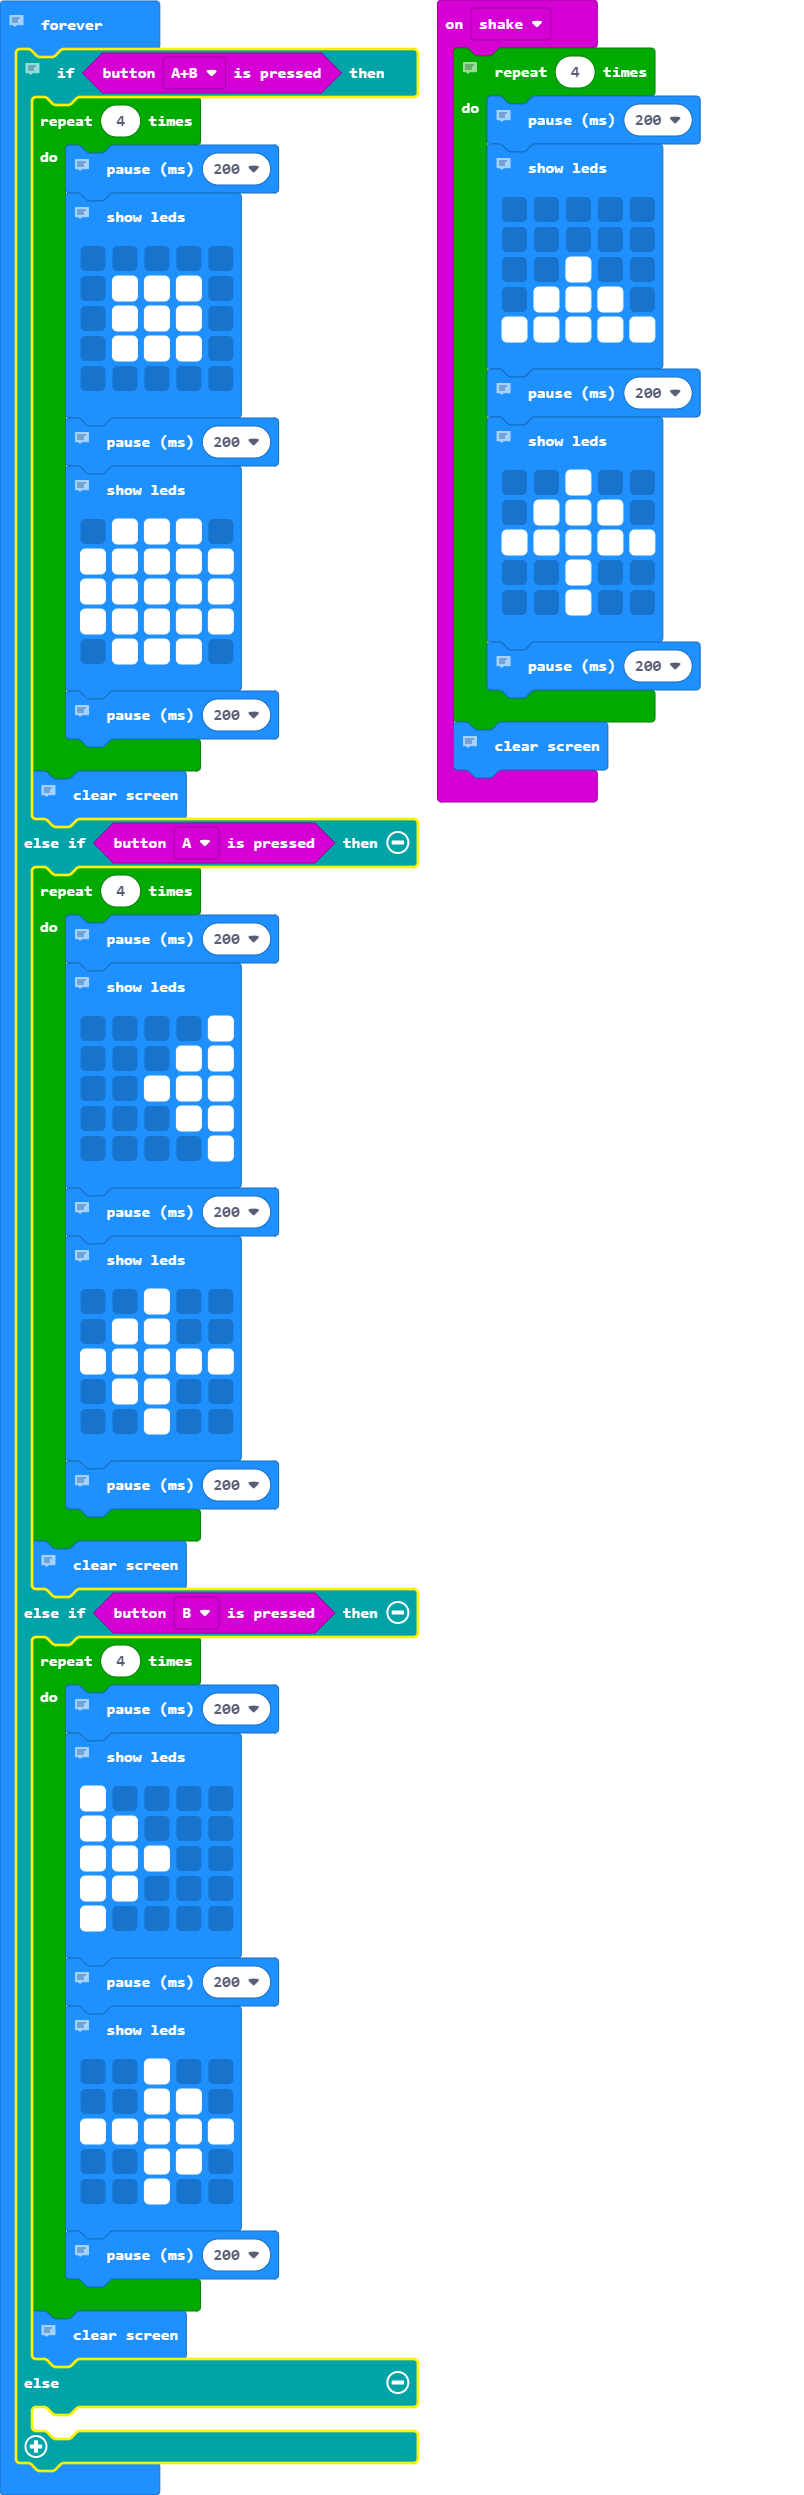 forever
if button A+B is pressed then
repeat 4 times
do
pause (ms) 200
show leds
pause (ms) 200
show leds
pause (ms) 200
clear screen
else if button A is pressed then
repeat 4 times
do
pause (ms) 200
show leds
pause (ms) 200
show leds
pause (ms) 200
clear screen
else if button B is pressed then
repeat 4 times
do
pause (ms) 200
show leds
pause (ms) 200
show leds
pause (ms) 200
clear screen
else
on shake
repeat 4 times
do
pause (ms) 200
show leds
pause (ms) 200
show leds
pause (ms) 200
clear screen